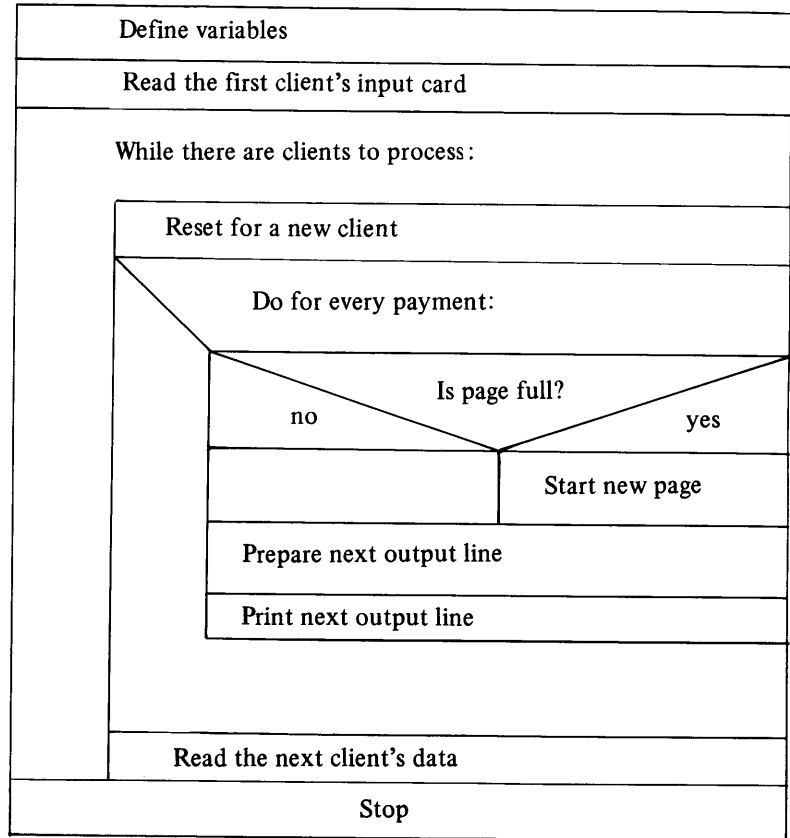 Define variables
Read the first client's input card
While there are clients to process:
Reset for a new client
Do for every payment:
Is page full?
no
yes
Start new page
Prepare next output line
Print next output line
Read the next client's data
Stop